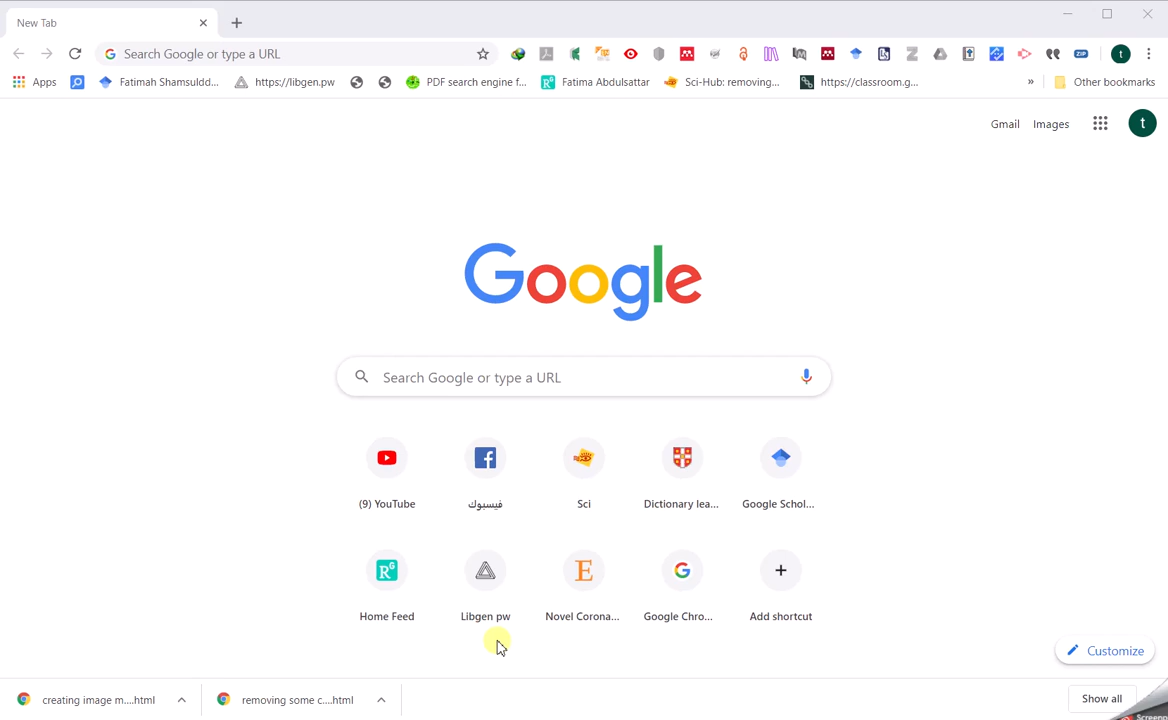 New Tab
Search Google or type a URL
ZIP
t
Apps
Fatimah Shamsuldd...
https://libgen.pw
PDF search engine f...
Fatima Abdulsattar
Sci-Hub: removing...
https://classroom.g...
»
Other bookmarks
Gmail
Images
t
Google
Search Google or type a URL
(9) YouTube
فيسبوك
Sci
Dictionary lea...
Google Schol...
Home Feed
Libgen pw
Novel Corona...
Google Chro...
Add shortcut
Customize
creating image m....html
removing some c....html
Show all